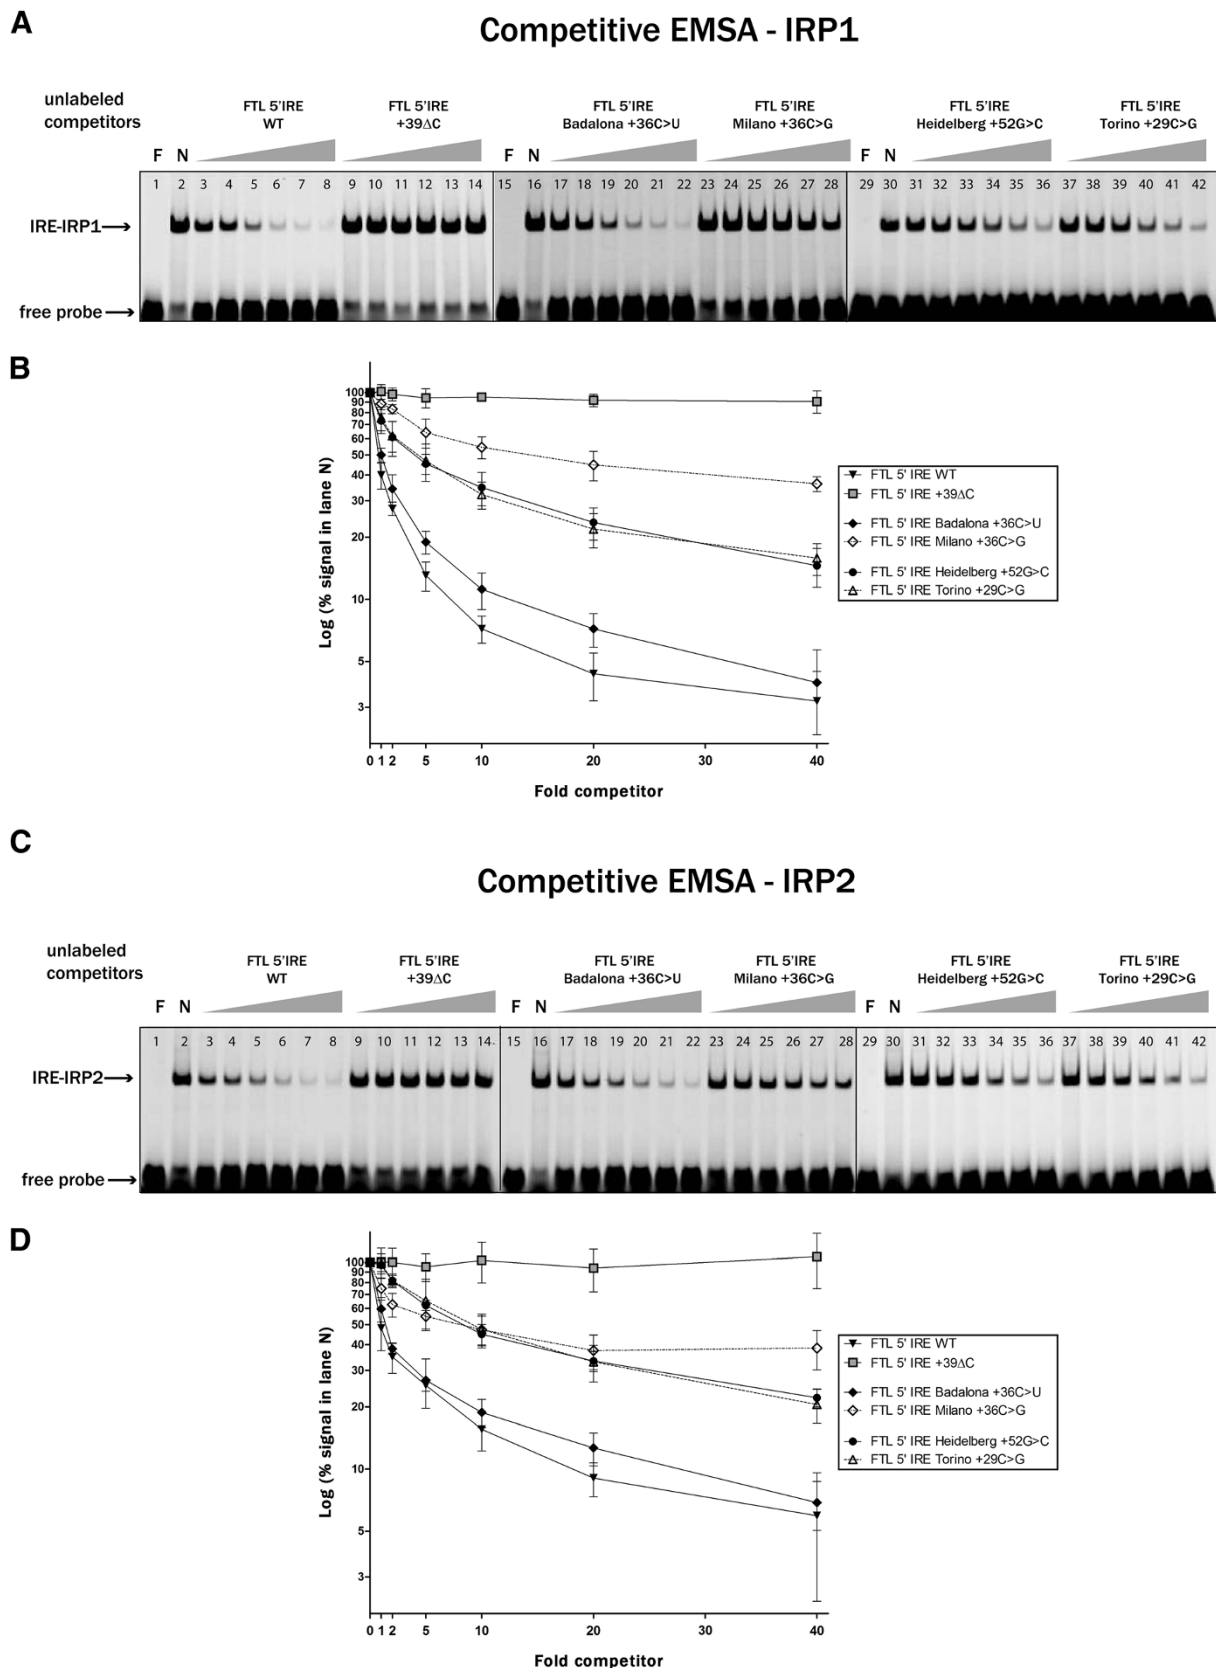 A
Competitive EMSA - IRP1
unlabeled
competitors
FTL 5'IRE
WT
FTL 5'IRE
+39ΔC
FTL 5'IRE
Badalona +36C>U
FTL 5'IRE
Milano +36C>G
FTL 5'IRE
Heidelberg +52G>C
FTL 5'IRE
Torino +29C>G
F N F N F N
1 2 3 4 5 6 7 8 9 10 11 12 13 14 15 16 17 18 19 20 21 22 23 24 25 26 27 28 29 30 31 32 33 34 35 36 37 38 39 40 41 42
IRE-IRP1
free probe
B
Log (% signal in lane N)
100
90
80
70
60
50
40
30
20
10
5
3
0 1 2 5 10 20 30 40
Fold competitor
FTL 5' IRE WT
FTL 5' IRE +39ΔC
FTL 5' IRE Badalona +36C>U
FTL 5' IRE Milano +36C>G
FTL 5' IRE Heidelberg +52G>C
FTL 5' IRE Torino +29C>G
C
Competitive EMSA - IRP2
unlabeled
competitors
FTL 5'IRE
WT
FTL 5'IRE
+39ΔC
FTL 5'IRE
Badalona +36C>U
FTL 5'IRE
Milano +36C>G
FTL 5'IRE
Heidelberg +52G>C
FTL 5'IRE
Torino +29C>G
F N F N F N
1 2 3 4 5 6 7 8 9 10 11 12 13 14 15 16 17 18 19 20 21 22 23 24 25 26 27 28 29 30 31 32 33 34 35 36 37 38 39 40 41 42
IRE-IRP2
free probe
D
Log (% signal in lane N)
100
90
80
70
60
50
40
30
20
10
5
3
0 1 2 5 10 20 30 40
Fold competitor
FTL 5' IRE WT
FTL 5' IRE +39ΔC
FTL 5' IRE Badalona +36C>U
FTL 5' IRE Milano +36C>G
FTL 5' IRE Heidelberg +52G>C
FTL 5' IRE Torino +29C>G